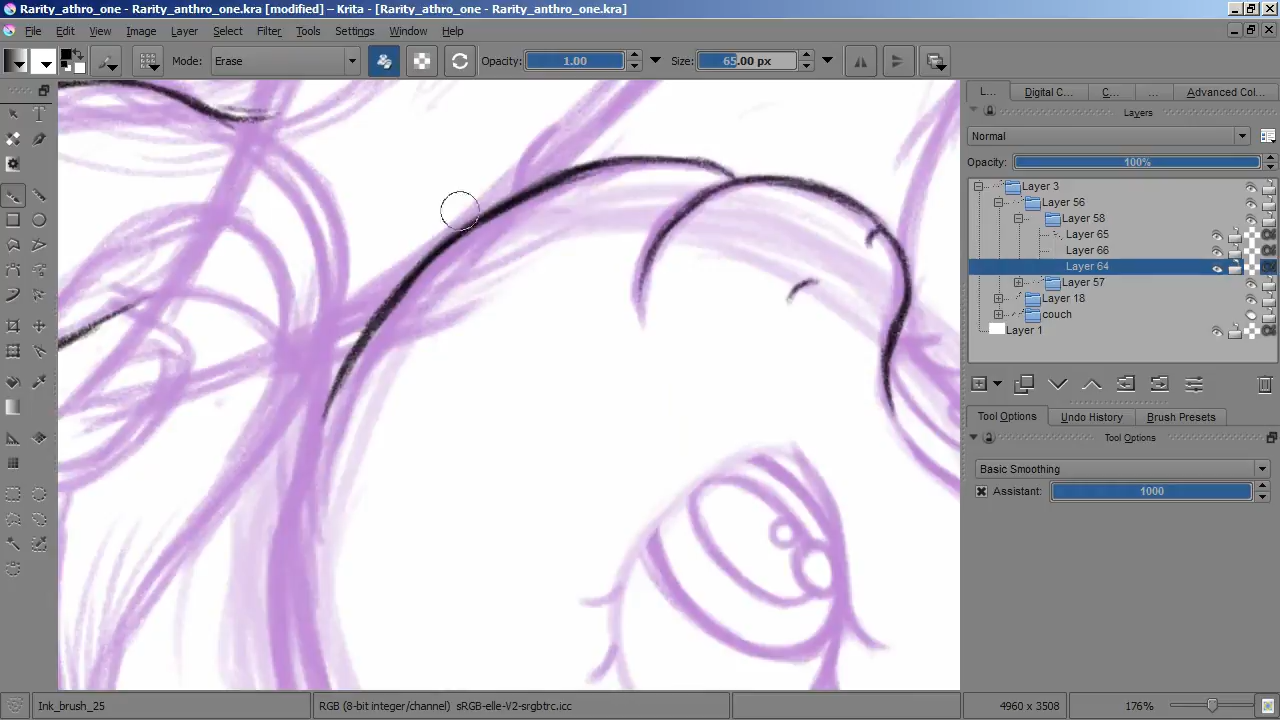 Rarity_athro_one - Rarity_anthro_one.kra [modified] – Krita - [Rarity_athro_one - Rarity_anthro_one.kra]
File Edit View Image Layer Select Filter Tools Settings Window Help
Mode: Erase Opacity: 1.00 Size: 65.00 px
L... Digital C... C... ... Advanced Col...
Layers
Normal
Opacity: 100%
Layer 3
Layer 56
Layer 58
Layer 65
Layer 66
Layer 64
Layer 57
Layer 18
couch
Layer 1
Tool Options Undo History Brush Presets
Tool Options
Basic Smoothing
Assistant: 1000
Ink_brush_25 RGB (8-bit integer/channel) sRGB-elle-V2-srgbtrc.icc 4960 x 3508 176%